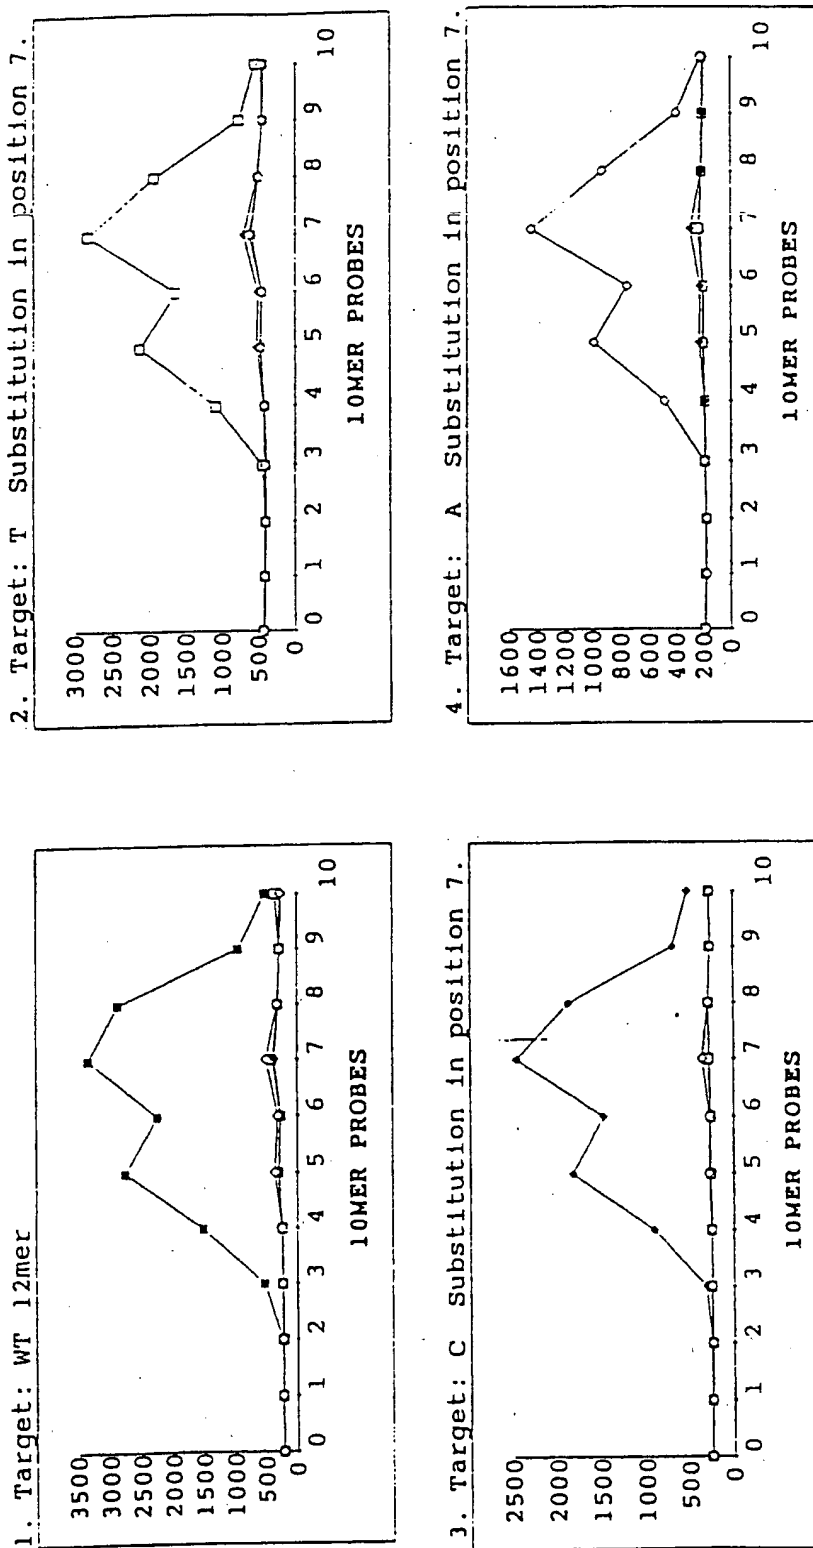 1. Target: WT 12mer
3500
3000
2500
2000
1500
1000
500
0
0 1 2 3 4 5 6 7 8 9 10
10MER PROBES
2. Target: T Substitution in position 7.
3000
2500
2000
1500
1000
500
0
0 1 2 3 4 5 6 7 8 9 10
10MER PROBES
3. Target: C Substitution in position 7.
2500
2000
1500
1000
500
0
0 1 2 3 4 5 6 7 8 9 10
10MER PROBES
4. Target: A Substitution in position 7.
1600
1400
1200
1000
800
600
400
200
0
0 1 2 3 4 5 6 7 8 9 10
10MER PROBES